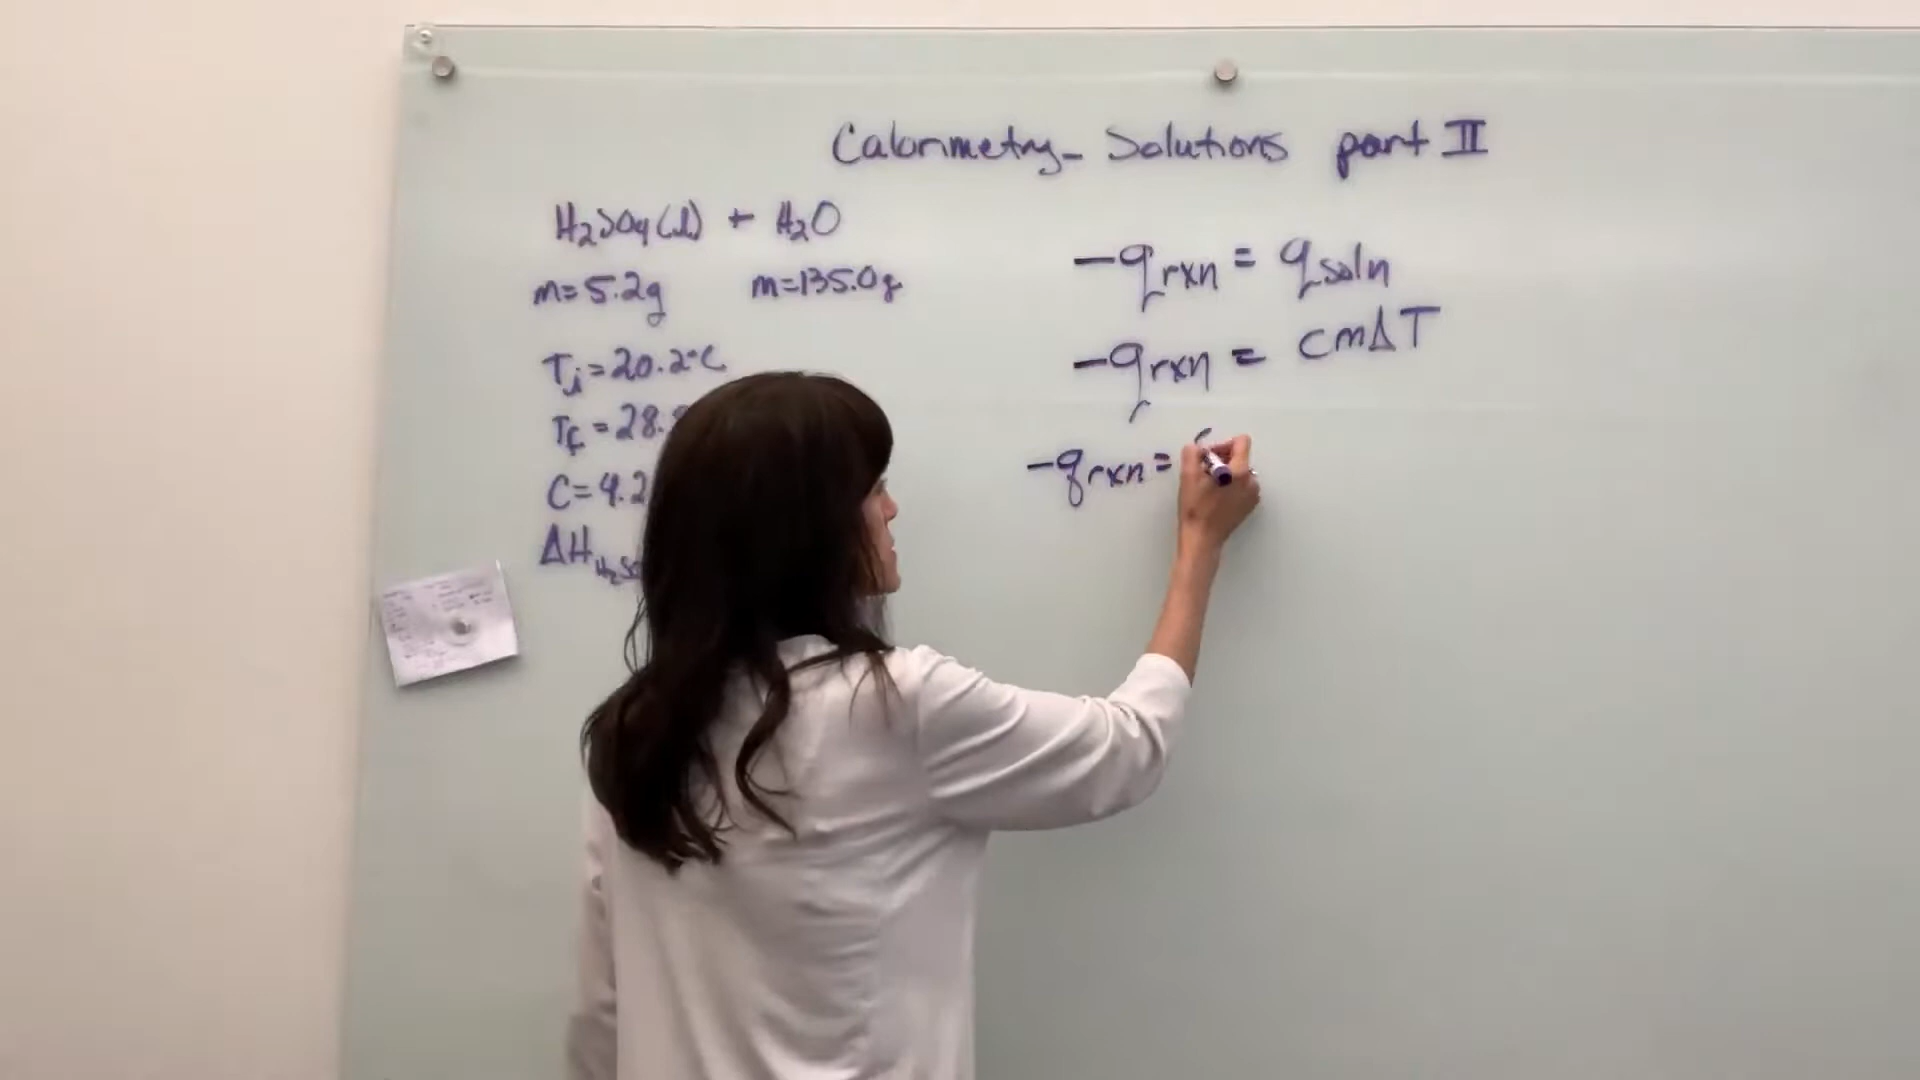 Calorimetry - Solutions part II
H₂SO₄(l) + H₂O
m=5.2g m=135.0g
Ti=20.2°C
Tf=28.
C=4.2
ΔH
-qrxn = qsoln
-qrxn = cmΔT
-qrxn =